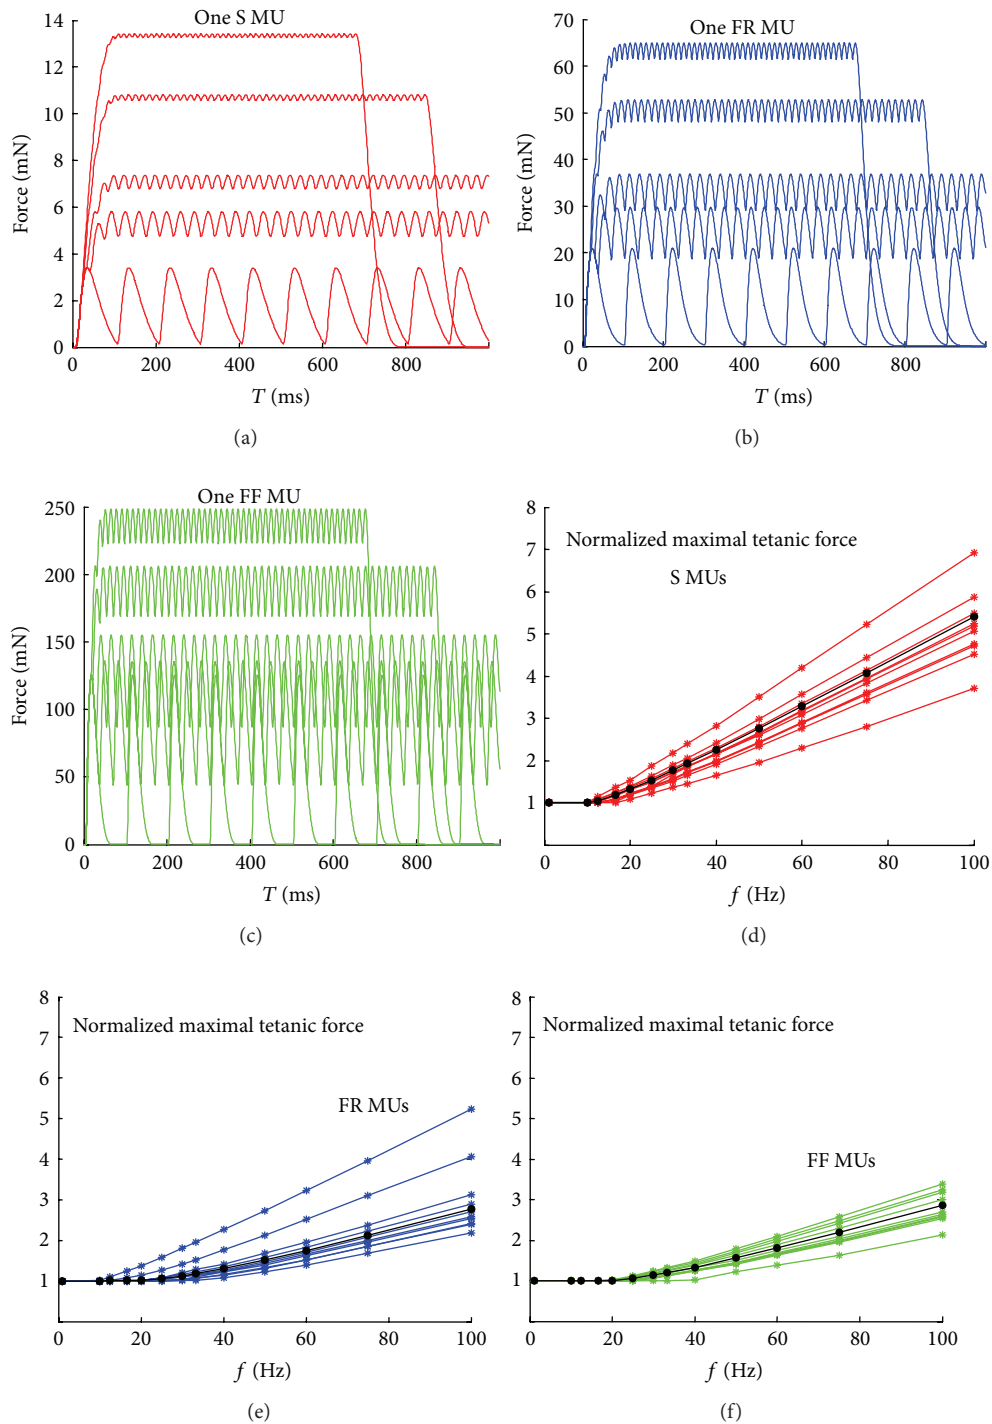 One S MU
14
12
10
8
6
4
2
0
Force (mN)
0 200 400 600 800
T (ms)
(a)
One FR MU
70
60
50
40
30
20
10
0
Force (mN)
0 200 400 600 800
T (ms)
(b)
One FF MU
250
200
150
100
50
0
Force (mN)
0 200 400 600 800
T (ms)
(c)
8
7
6
5
4
3
2
1
Normalized maximal tetanic force
S MUs
0 20 40 60 80 100
f (Hz)
(d)
8
7
6
5
4
3
2
1
Normalized maximal tetanic force
FR MUs
0 20 40 60 80 100
f (Hz)
(e)
8
7
6
5
4
3
2
1
Normalized maximal tetanic force
FF MUs
0 20 40 60 80 100
f (Hz)
(f)